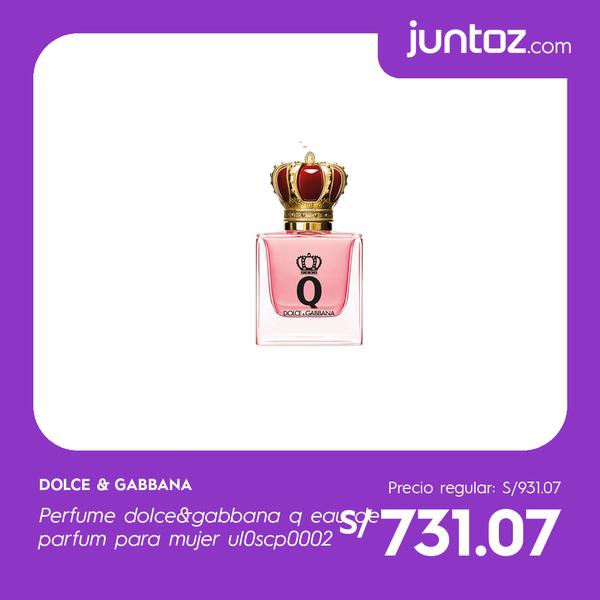 juntoz.com
Q
DOLCE & GABBANA
DOLCE & GABBANA
Precio regular: S/931.07
Perfume dolce&gabbana q eau de
parfum para mujer ul0scp0002
S/731.07